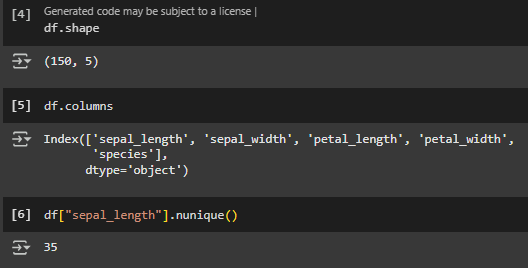 [4] Generated code may be subject to a license |
df.shape
(150, 5)
[5] df.columns
Index(['sepal_length', 'sepal_width', 'petal_length', 'petal_width',
'species'],
dtype='object')
[6] df["sepal_length"].nunique()
35